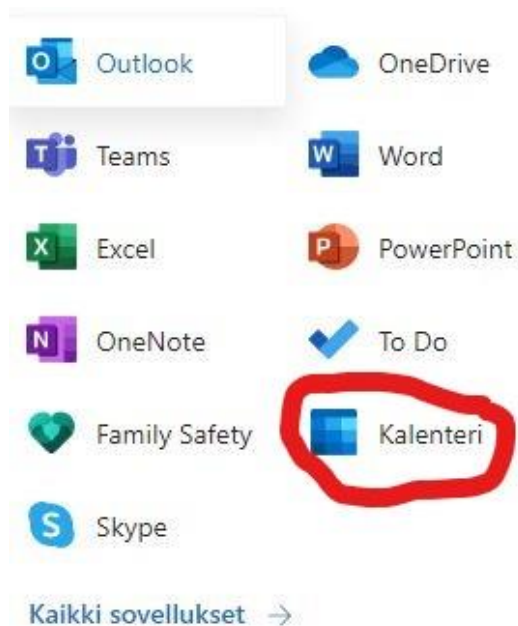 Outlook OneDrive
Teams Word
Excel PowerPoint
OneNote To Do
Family Safety Kalenteri
Skype
Kaikki sovellukset →